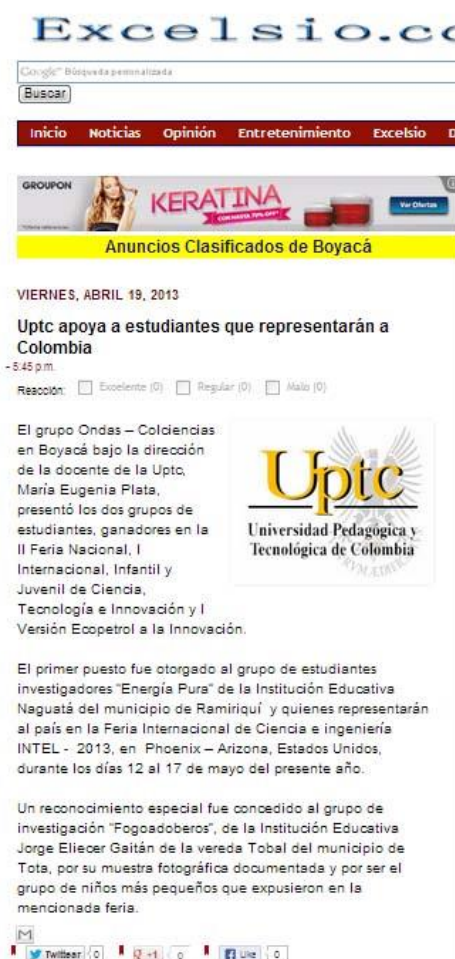 Excelsio.co
Google™ Búsqueda personalizada
Buscar
Inicio Noticias Opinión Entretenimiento Excelsio D
GROUPON
KERATINA
CON HASTA 70% OFF*
Ver Ofertas
Anuncios Clasificados de Boyacá
VIERNES, ABRIL 19, 2013
Uptc apoya a estudiantes que representarán a
Colombia
- 5:45 p.m.
Reacción: Excelente (0) Regular (0) Malo (0)
El grupo Ondas – Colciencias
en Boyacá bajo la dirección
de la docente de la Uptc,
María Eugenia Plata,
presentó los dos grupos de
estudiantes, ganadores en la
II Feria Nacional, I
Internacional, Infantil y
Juvenil de Ciencia,
Tecnología e Innovación y I
Versión Ecopetrol a la Innovación.
Uptc
Universidad Pedagógica y
Tecnológica de Colombia
El primer puesto fue otorgado al grupo de estudiantes
investigadores "Energía Pura" de la Institución Educativa
Naguatá del municipio de Ramiriquí y quienes representarán
al país en la Feria Internacional de Ciencia e ingeniería
INTEL - 2013, en Phoenix – Arizona, Estados Unidos,
durante los días 12 al 17 de mayo del presente año.
Un reconocimiento especial fue concedido al grupo de
investigación "Fogoadoberos", de la Institución Educativa
Jorge Eliecer Gaitán de la vereda Tobal del municipio de
Tota, por su muestra fotográfica documentada y por ser el
grupo de niños más pequeños que expusieron en la
mencionada feria.
Twittear 0 +1 0 Like 0